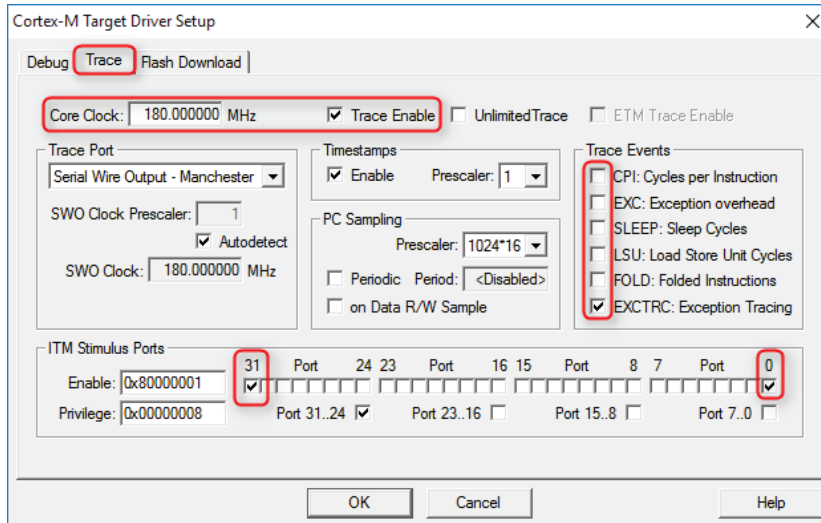 Cortex-M Target Driver Setup
Debug Trace Flash Download
Core Clock: 180.000000 MHz Trace Enable Unlimited Trace ETM Trace Enable
Trace Port Timestamps Trace Events
Serial Wire Output - Manchester Enable Prescaler: 1 CPI: Cycles per Instruction
EXC: Exception overhead
SWO Clock Prescaler: 1 PC Sampling SLEEP: Sleep Cycles
Autodetect Prescaler: 1024*16 LSU: Load Store Unit Cycles
SWO Clock: 180.000000 MHz Periodic Period: <Disabled> FOLD: Folded Instructions
on Data R/W Sample EXCTRC: Exception Tracing
ITM Stimulus Ports
31 Port 24 23 Port 16 15 Port 8 7 Port 0
Enable: 0x80000001
Privilege: 0x00000008 Port 31..24 Port 23..16 Port 15..8 Port 7..0
OK Cancel Help